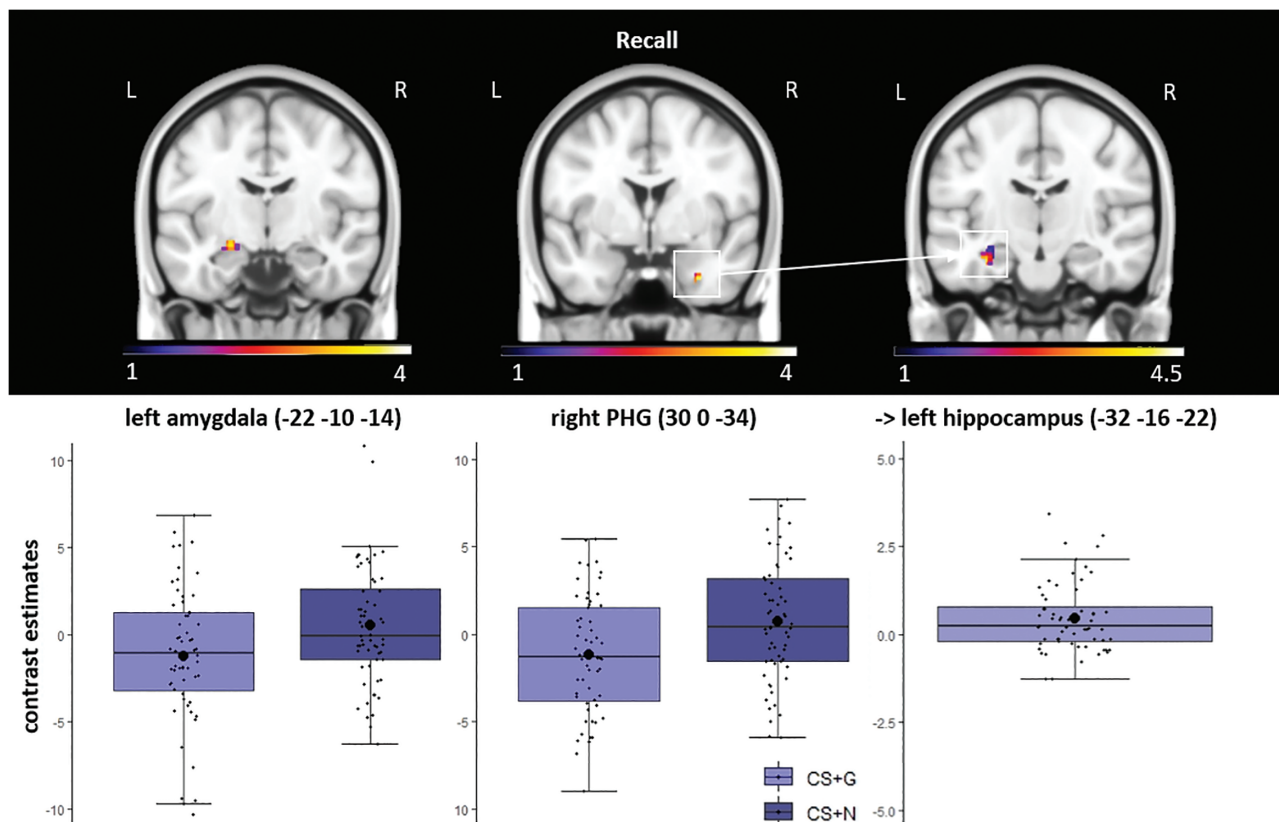 Recall
L R L R L R
1 4 1 4 1 4.5
left amygdala (-22 -10 -14) right PHG (30 0 -34) -> left hippocampus (-32 -16 -22)
contrast estimates
10 10 5.0
5 5 2.5
0 0 0.0
-5 -5 -2.5
-10 10 -5.0
CS+G
CS+N